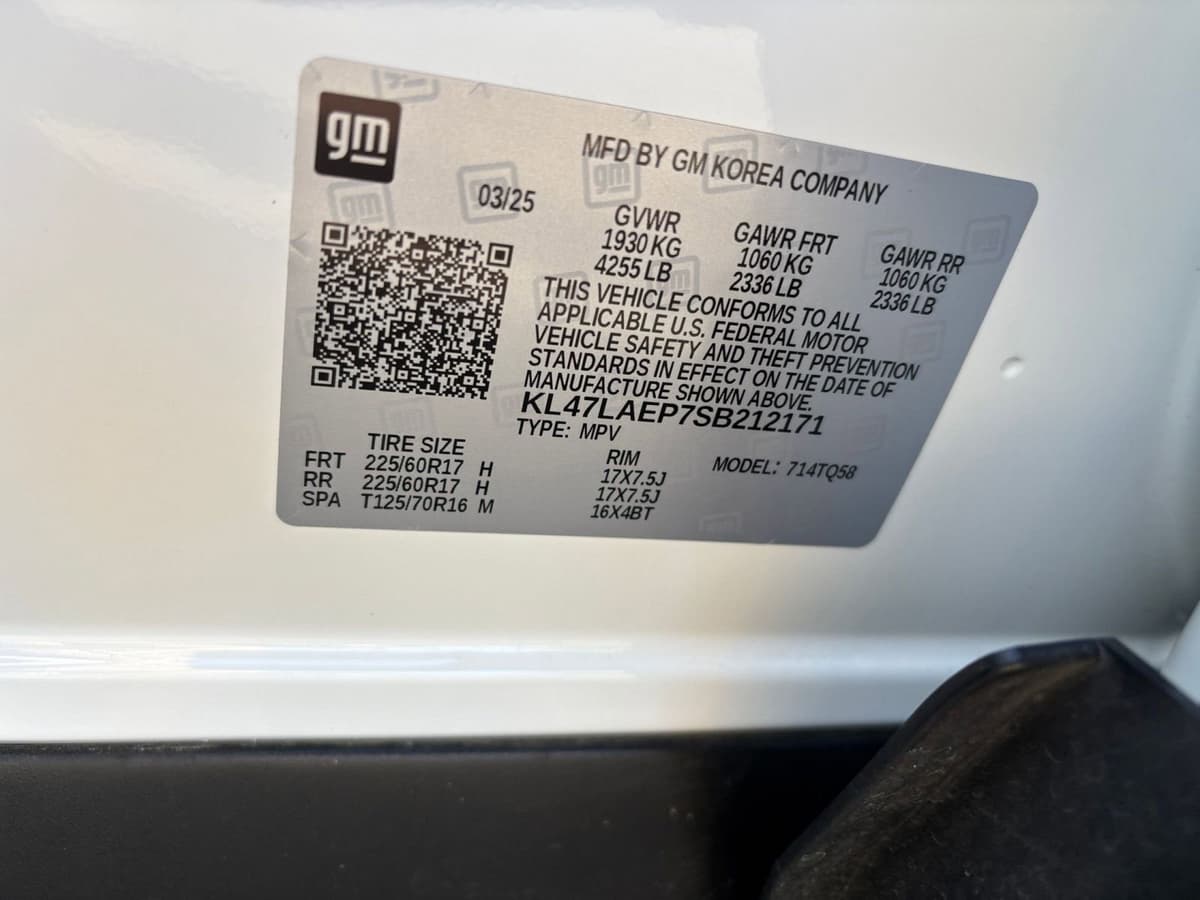 gm
MFD BY GM KOREA COMPANY
03/25
GVWR GAWR FRT GAWR RR
1930 KG 1060 KG 1060 KG
4255 LB 2336 LB 2336 LB
THIS VEHICLE CONFORMS TO ALL
APPLICABLE U.S. FEDERAL MOTOR
VEHICLE SAFETY AND THEFT PREVENTION
STANDARDS IN EFFECT ON THE DATE OF
MANUFACTURE SHOWN ABOVE.
KL47LAEP7SB212171
TYPE: MPV
TIRE SIZE RIM MODEL: 714TQ58
FRT 225/60R17 H 17X7.5J
RR 225/60R17 H 17X7.5J
SPA T125/70R16 M 16X4BT